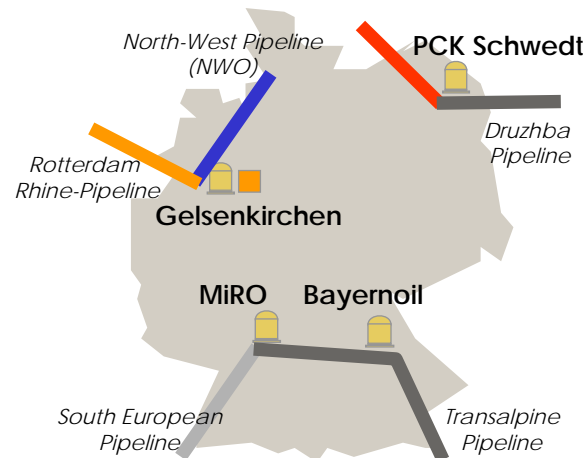 North-West Pipeline
(NWO)
PCK Schwedt
Druzhba
Pipeline
Rotterdam
Rhine-Pipeline
Gelsenkirchen
MiRO
Bayernoil
South European
Pipeline
Transalpine
Pipeline